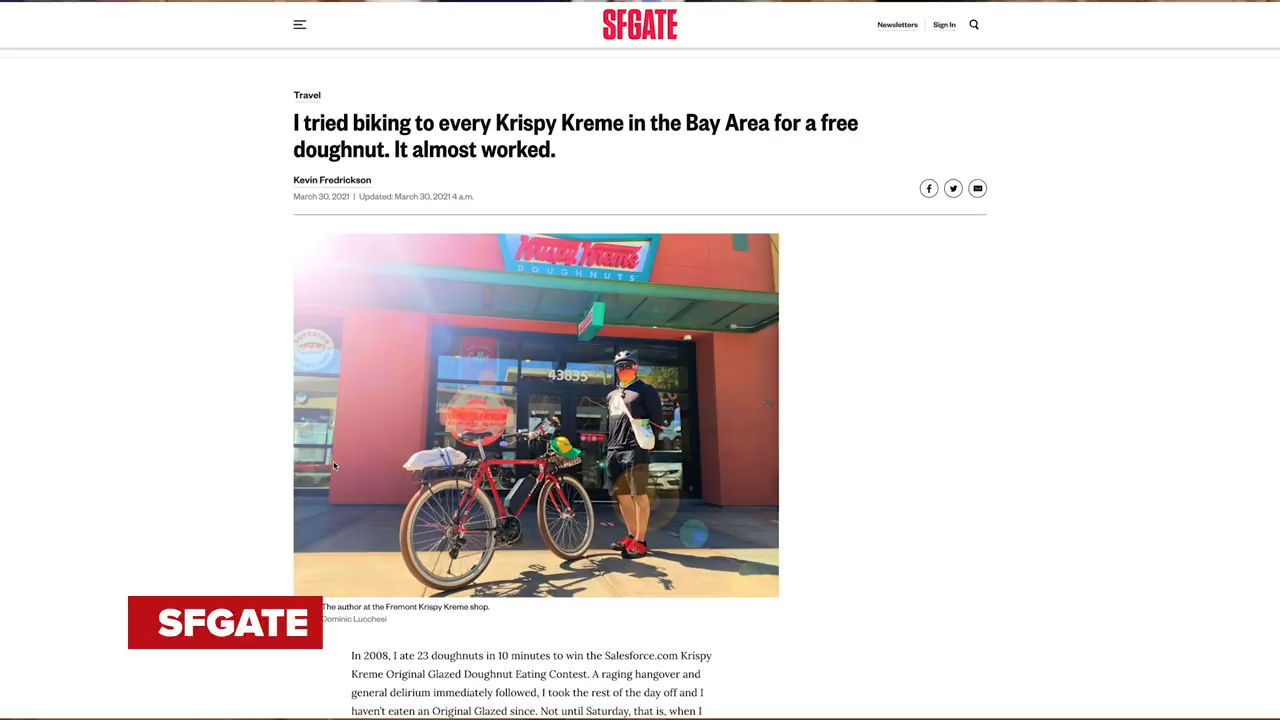 SFGATE
Newsletters
Sign In
Travel
I tried biking to every Krispy Kreme in the Bay Area for a free
doughnut. It almost worked.
Kevin Fredrickson
March 30, 2021 | Updated: March 30, 2021 4 a.m.
Krispy Kreme
DOUGHNUTS
SUPERIOR
43835
The author at the Fremont Krispy Kreme shop.
Dominic Lucchesi
SFGATE
In 2008, I ate 23 doughnuts in 10 minutes to win the Salesforce.com Krispy
Kreme Original Glazed Doughnut Eating Contest. A raging hangover and
general delirium immediately followed, I took the rest of the day off and I
haven't eaten an Original Glazed since. Not until Saturday, that is, when I